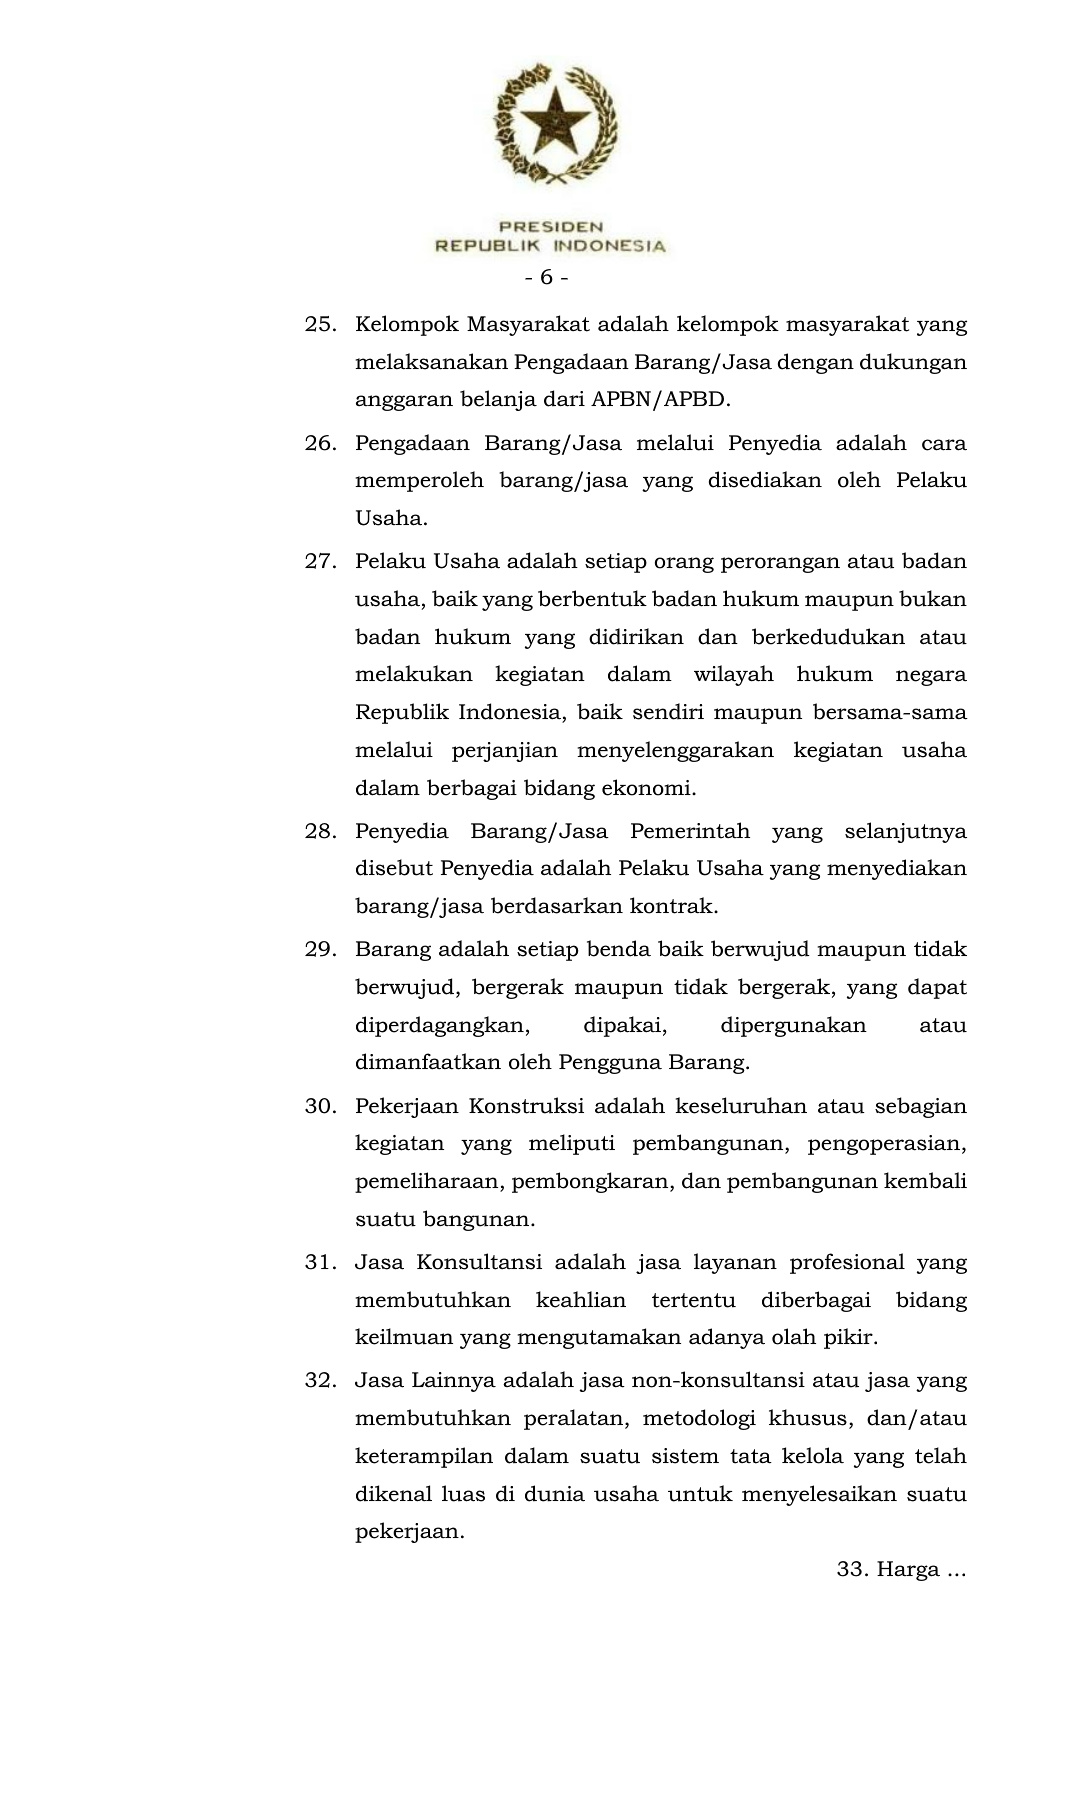 PRESIDEN
REPUBLIK INDONESIA
- 6 -
25. Kelompok Masyarakat adalah kelompok masyarakat yang
melaksanakan Pengadaan Barang/Jasa dengan dukungan
anggaran belanja dari APBN/APBD.
26. Pengadaan Barang/Jasa melalui Penyedia adalah cara
memperoleh barang/jasa yang disediakan oleh Pelaku
Usaha.
27. Pelaku Usaha adalah setiap orang perorangan atau badan
usaha, baik yang berbentuk badan hukum maupun bukan
badan hukum yang didirikan dan berkedudukan atau
melakukan kegiatan dalam wilayah hukum negara
Republik Indonesia, baik sendiri maupun bersama-sama
melalui perjanjian menyelenggarakan kegiatan usaha
dalam berbagai bidang ekonomi.
28. Penyedia Barang/Jasa Pemerintah yang selanjutnya
disebut Penyedia adalah Pelaku Usaha yang menyediakan
barang/jasa berdasarkan kontrak.
29. Barang adalah setiap benda baik berwujud maupun tidak
berwujud, bergerak maupun tidak bergerak, yang dapat
diperdagangkan, dipakai, dipergunakan atau
dimanfaatkan oleh Pengguna Barang.
30. Pekerjaan Konstruksi adalah keseluruhan atau sebagian
kegiatan yang meliputi pembangunan, pengoperasian,
pemeliharaan, pembongkaran, dan pembangunan kembali
suatu bangunan.
31. Jasa Konsultansi adalah jasa layanan profesional yang
membutuhkan keahlian tertentu diberbagai bidang
keilmuan yang mengutamakan adanya olah pikir.
32. Jasa Lainnya adalah jasa non-konsultansi atau jasa yang
membutuhkan peralatan, metodologi khusus, dan/atau
keterampilan dalam suatu sistem tata kelola yang telah
dikenal luas di dunia usaha untuk menyelesaikan suatu
pekerjaan.
33. Harga ...